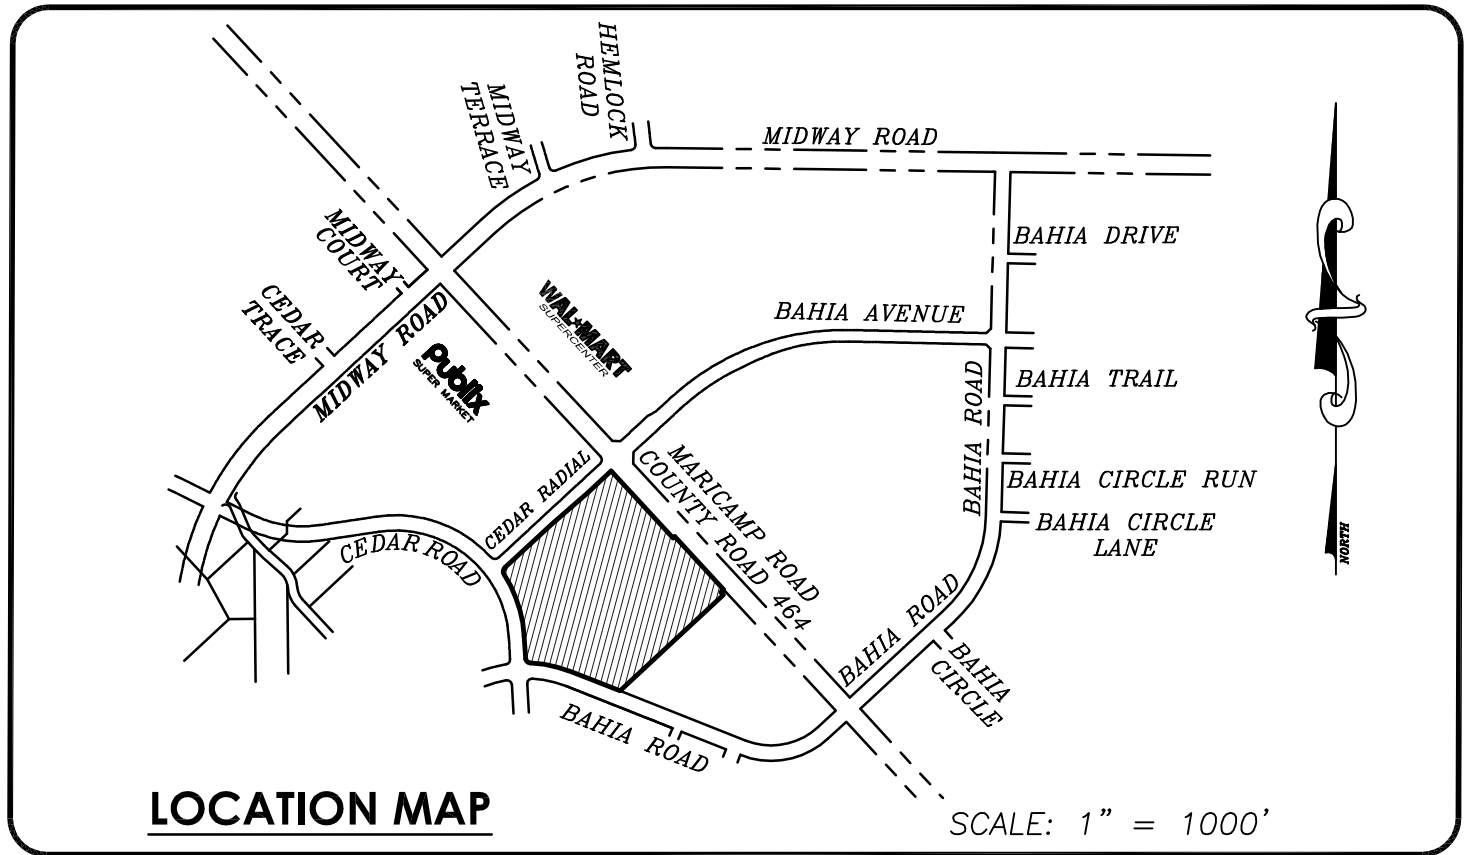 HEMLOCK
ROAD
MIDWAY
TERRACE
MIDWAY ROAD
MIDWAY
COURT
BAHIA DRIVE
CEDAR
TRACE
MIDWAY ROAD
WAL★MART
SUPERCENTER
BAHIA AVENUE
Publix
SUPER MARKET
BAHIA ROAD
BAHIA TRAIL
CEDAR RADIAL
MARICAMP ROAD
COUNTY ROAD 464
BAHIA CIRCLE RUN
BAHIA CIRCLE
LANE
CEDAR ROAD
NORTH
BAHIA ROAD
BAHIA
CIRCLE
BAHIA ROAD
LOCATION MAP
SCALE: 1" = 1000'